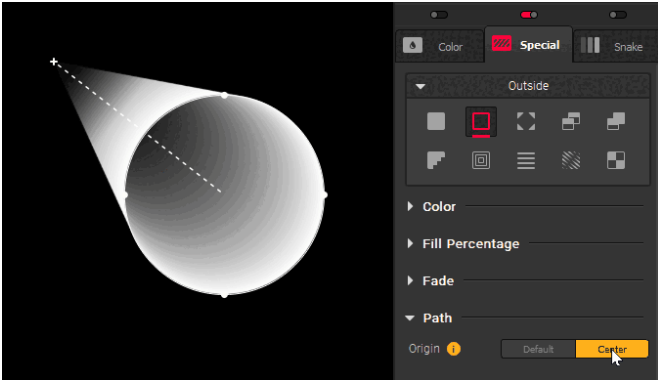 Color
Special
Snake
Outside
Color
Fill Percentage
Fade
Path
Origin i Default Center